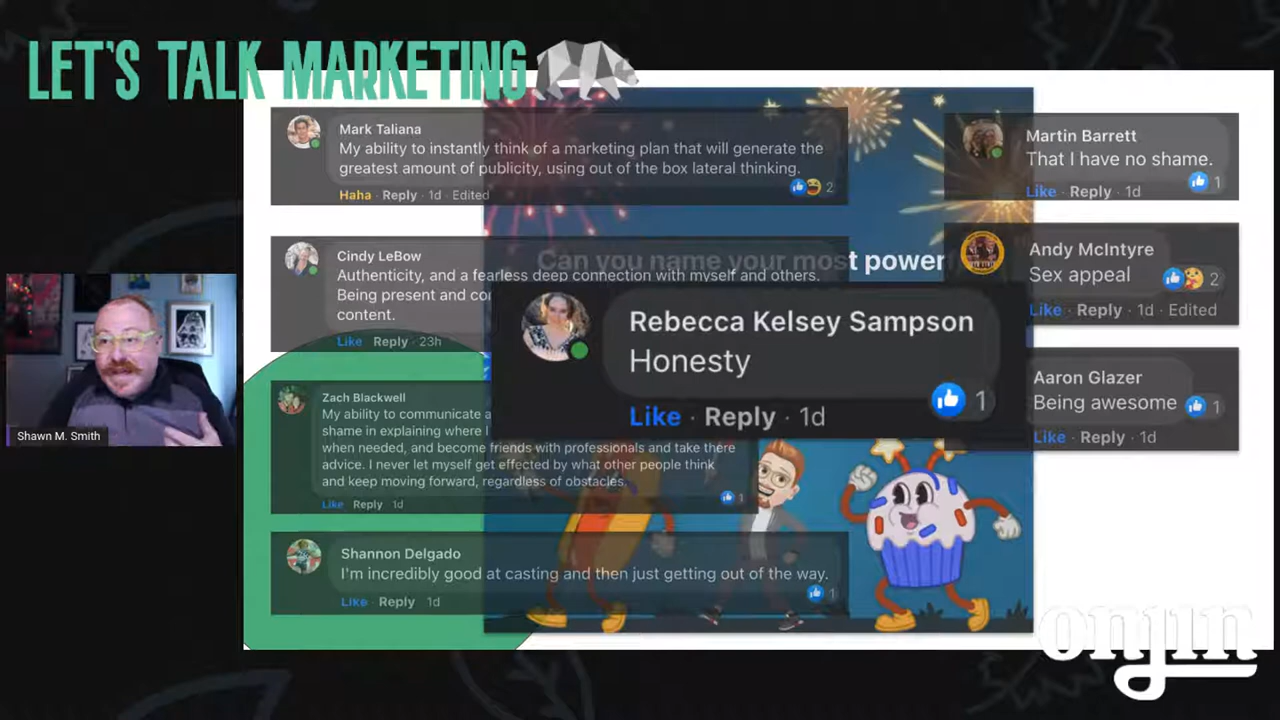 LET'S TALK MARKETING
Mark Taliana
My ability to instantly think of a marketing plan that will generate the
greatest amount of publicity, using out of the box lateral thinking.
Haha · Reply · 1d · Edited
2
Martin Barrett
That I have no shame.
Like · Reply · 1d
1
Cindy LeBow
Authenticity, and a fearless deep connection with myself and others.
Being present and
content.
Like · Reply · 23h
Can you name your most power
Andy McIntyre
Sex appeal
2
Like · Reply · 1d · Edited
Rebecca Kelsey Sampson
Honesty
Like · Reply · 1d
1
Aaron Glazer
Being awesome
1
Like · Reply · 1d
Zach Blackwell
My ability to communicate
shame in explaining where I
when needed, and become friends with professionals and take there
advice. I never let myself get effected by what other people think
and keep moving forward, regardless of obstacles.
Like Reply 1d
1
Shannon Delgado
I'm incredibly good at casting and then just getting out of the way.
Like · Reply 1d
1
Shawn M. Smith
onjin